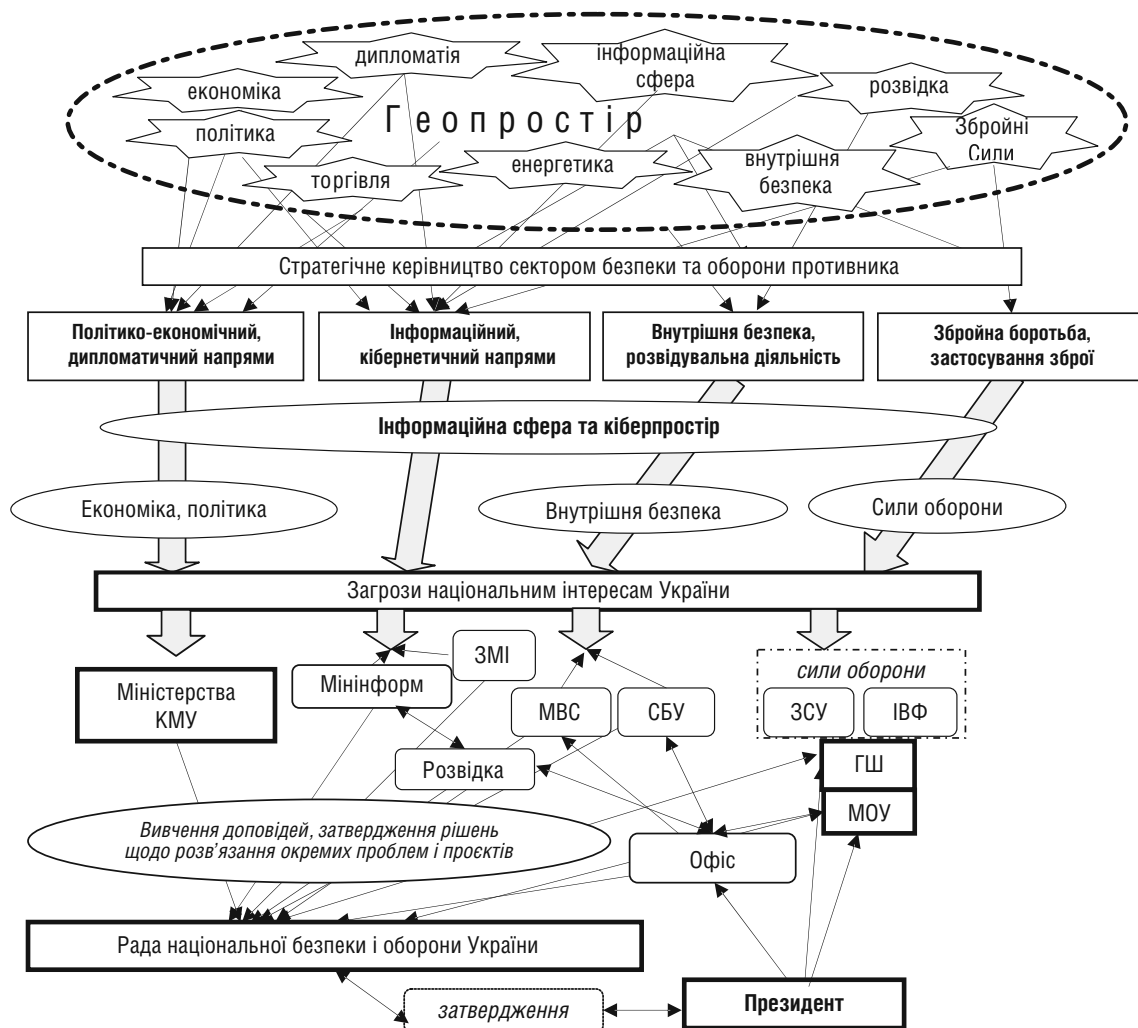 дипломатія
інформаційна
сфера
економіка
розвідка
Геопростір
політика
Збройні
Сили
торгівля
енергетика
внутрішня
безпека
Стратегічне керівництво сектором безпеки та оборони противника
Політико-економічний,
дипломатичний напрями
Інформаційний,
кібернетичний напрями
Внутрішня безпека,
розвідувальна діяльність
Збройна боротьба,
застосування зброї
Інформаційна сфера та кіберпростір
Економіка, політика
Внутрішня безпека
Сили оборони
Загрози національним інтересам України
ЗМІ
сили оборони
Мінінформ
Міністерства
КМУ
МВС
СБУ
ЗСУ
ІВФ
Розвідка
ГШ
МОУ
Вивчення доповідей, затвердження рішень
щодо розв’язання окремих проблем і проєктів
Офіс
Рада національної безпеки і оборони України
затвердження
Президент